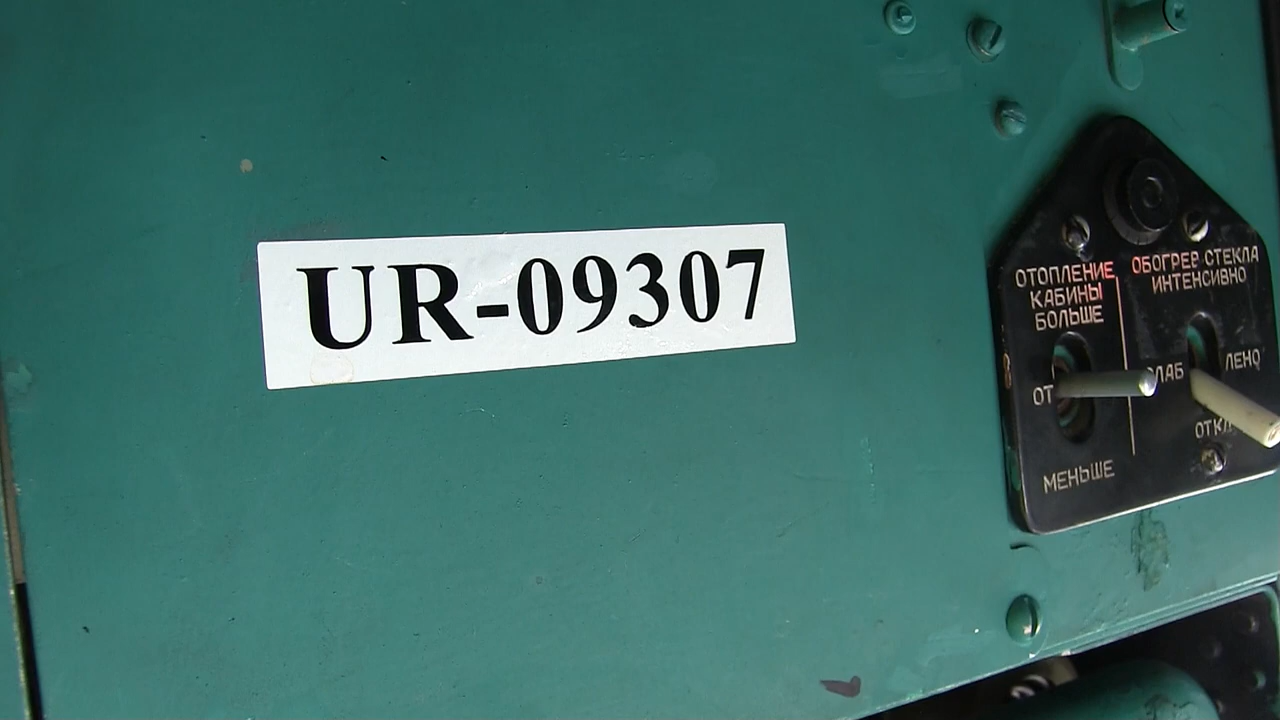 UR-09307
ОТОПЛЕНИЕ
КАБИНЫ
БОЛЬШЕ
МЕНЬШЕ
ОБОГРЕВ СТЕКЛА
ИНТЕНСИВНО